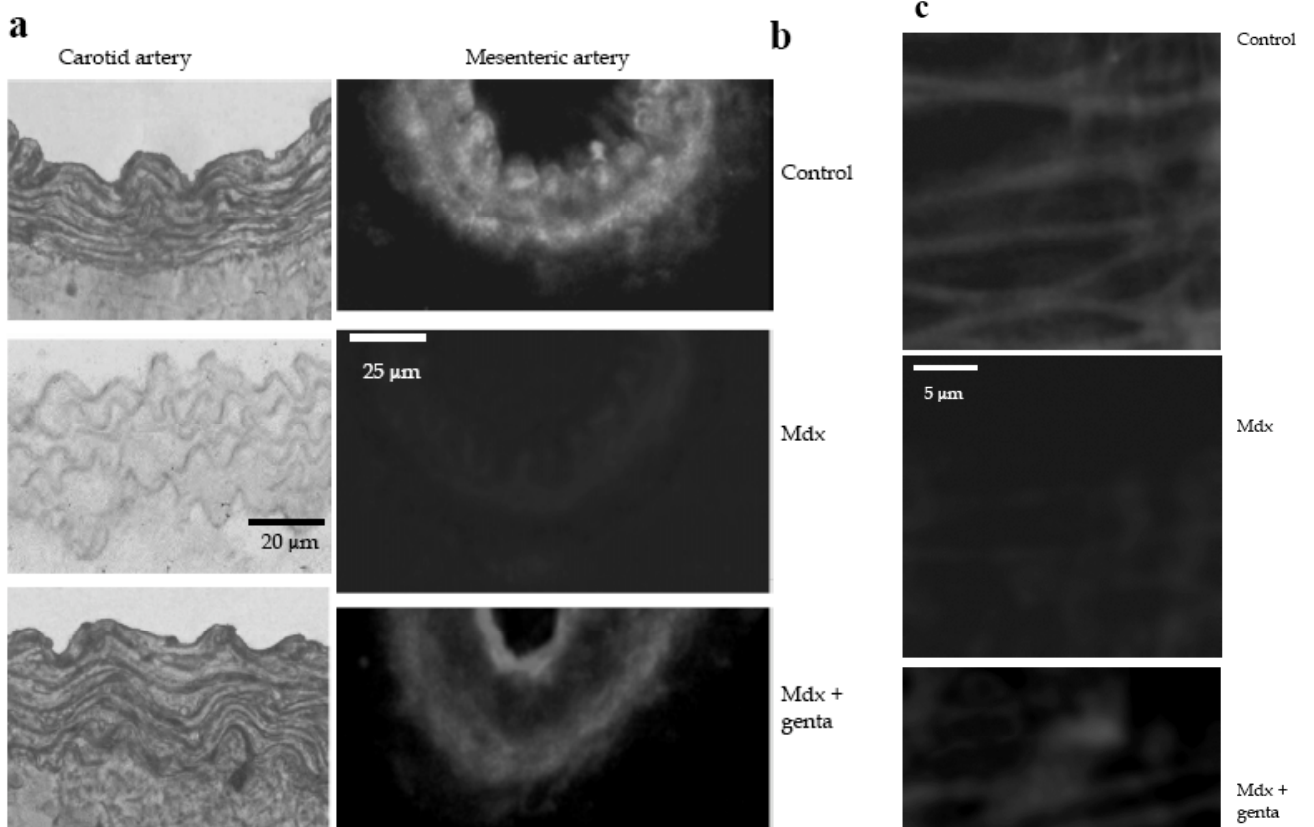 a
Carotid artery
Mesenteric artery
b
c
Control
Control
25 µm
5 µm
Mdx
Mdx
20 µm
Mdx +
genta
Mdx +
genta